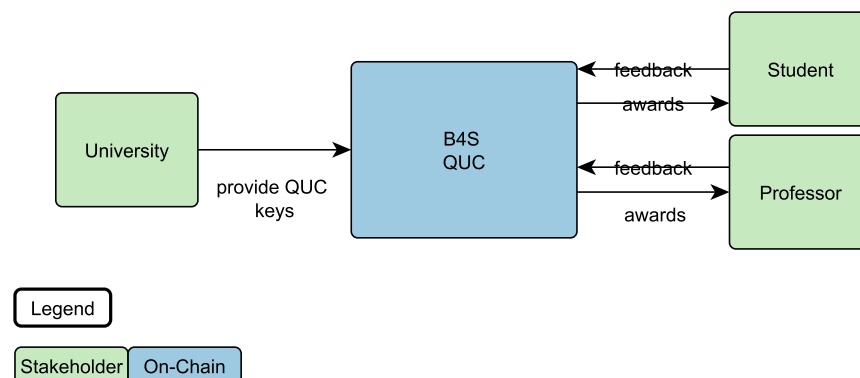 University
provide QUC
keys
B4S
QUC
feedback
awards
feedback
awards
Student
Professor
Legend
Stakeholder
On-Chain